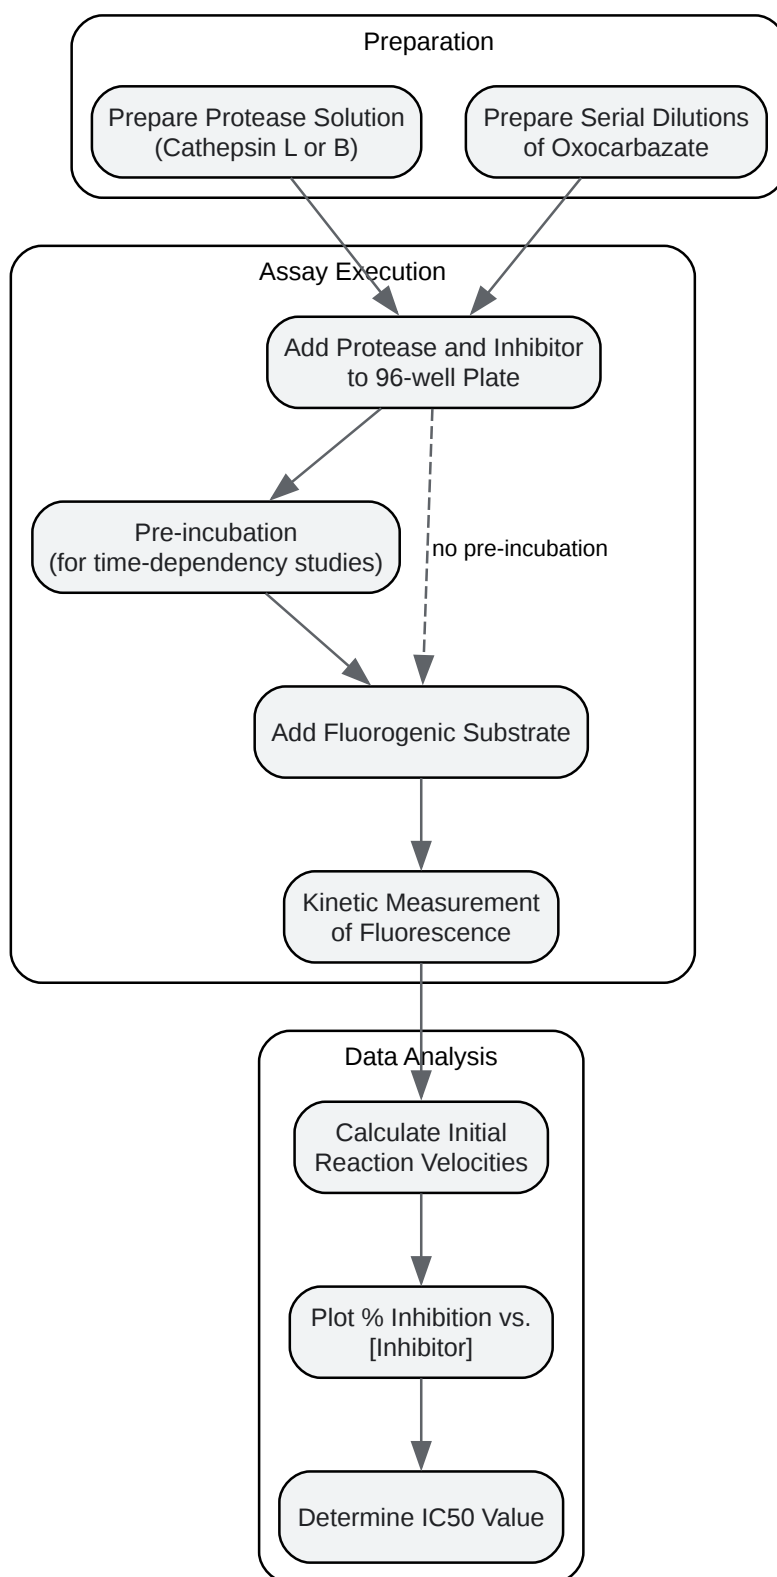 Preparation
Prepare Protease Solution
(Cathepsin L or B)
Prepare Serial Dilutions
of Oxocarbazate
Assay Execution
Add Protease and Inhibitor
to 96-well Plate
Pre-incubation
(for time-dependency studies)
no pre-incubation
Add Fluorogenic Substrate
Kinetic Measurement
of Fluorescence
Data Analysis
Calculate Initial
Reaction Velocities
Plot % Inhibition vs.
[Inhibitor]
Determine IC50 Value